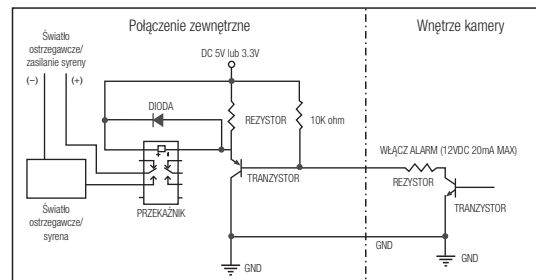 Połączenie zewnętrzne
Wnętrze kamery
Światło
ostrzegawcze/
zasilanie syreny
(–)
(+)
DC 5V lub 3.3V
DIODA
REZYSTOR
10K ohm
WŁĄCZ ALARM (12VDC 20mA MAX)
REZYSTOR
TRANZYSTOR
TRANZYSTOR
+
Światło
ostrzegawcze/
syrena
PRZEKAŹNIK
GND
GND
GND